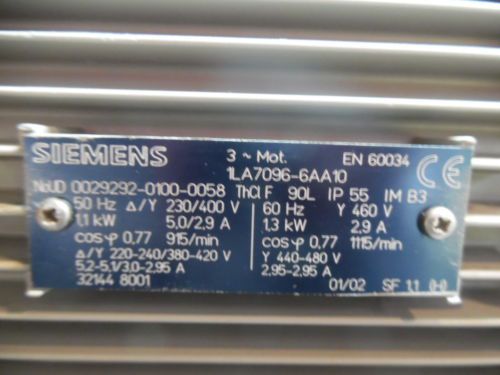 SIEMENS 3 ~ Mot. EN 60034 CE
1LA7096-6AA10
No UD 0029292-0100-0058 Th.Cl F 90L IP 55 IM B3
50 Hz Δ/Y 230/400 V 60 Hz Y 460 V
1,1 kW 5,0/2,9 A 1,3 kW 2,9 A
cosφ 0,77 915/min cosφ 0,77 1115/min
Δ/Y 220-240/380-420 V Y 440-480 V
5,2-5,1/3,0-2,95 A 2,95-2,95 A
32144 8001 01/02 SF 1,1